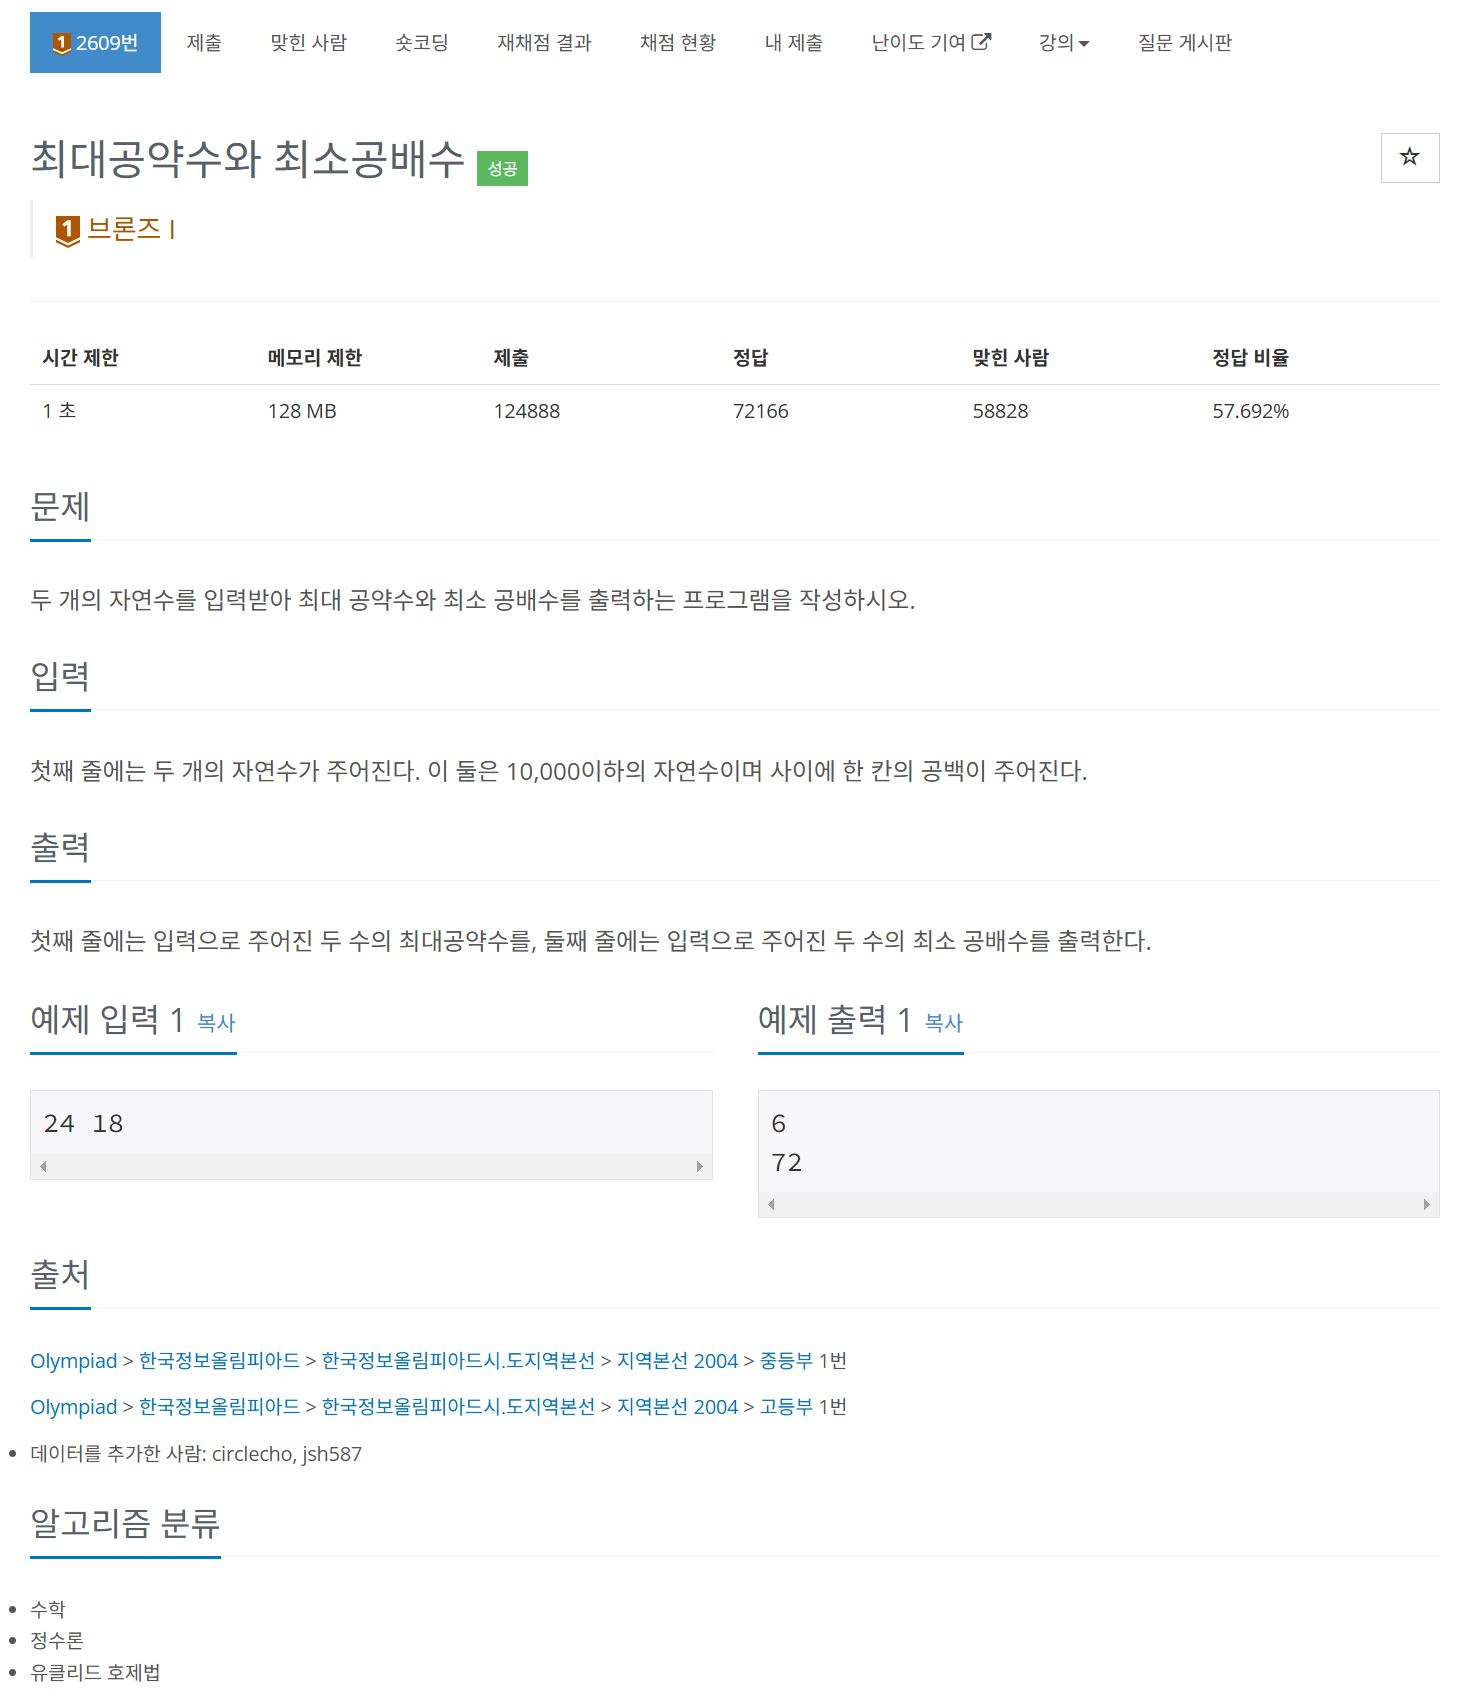 1 2609번 제출 맞힌 사람 숏코딩 재채점 결과 채점 현황 내 제출 난이도 기여 강의 질문 게시판
최대공약수와 최소공배수 성공
1 브론즈 I
시간 제한 메모리 제한 제출 정답 맞힌 사람 정답 비율
1 초 128 MB 124888 72166 58828 57.692%
문제
두 개의 자연수를 입력받아 최대 공약수와 최소 공배수를 출력하는 프로그램을 작성하시오.
입력
첫째 줄에는 두 개의 자연수가 주어진다. 이 둘은 10,000이하의 자연수이며 사이에 한 칸의 공백이 주어진다.
출력
첫째 줄에는 입력으로 주어진 두 수의 최대공약수를, 둘째 줄에는 입력으로 주어진 두 수의 최소 공배수를 출력한다.
예제 입력 1 복사
24 18
예제 출력 1 복사
6
72
출처
Olympiad > 한국정보올림피아드 > 한국정보올림피아드시.도지역본선 > 지역본선 2004 > 중등부 1번
Olympiad > 한국정보올림피아드 > 한국정보올림피아드시.도지역본선 > 지역본선 2004 > 고등부 1번
데이터를 추가한 사람: circlecho, jsh587
알고리즘 분류
수학
정수론
유클리드 호제법